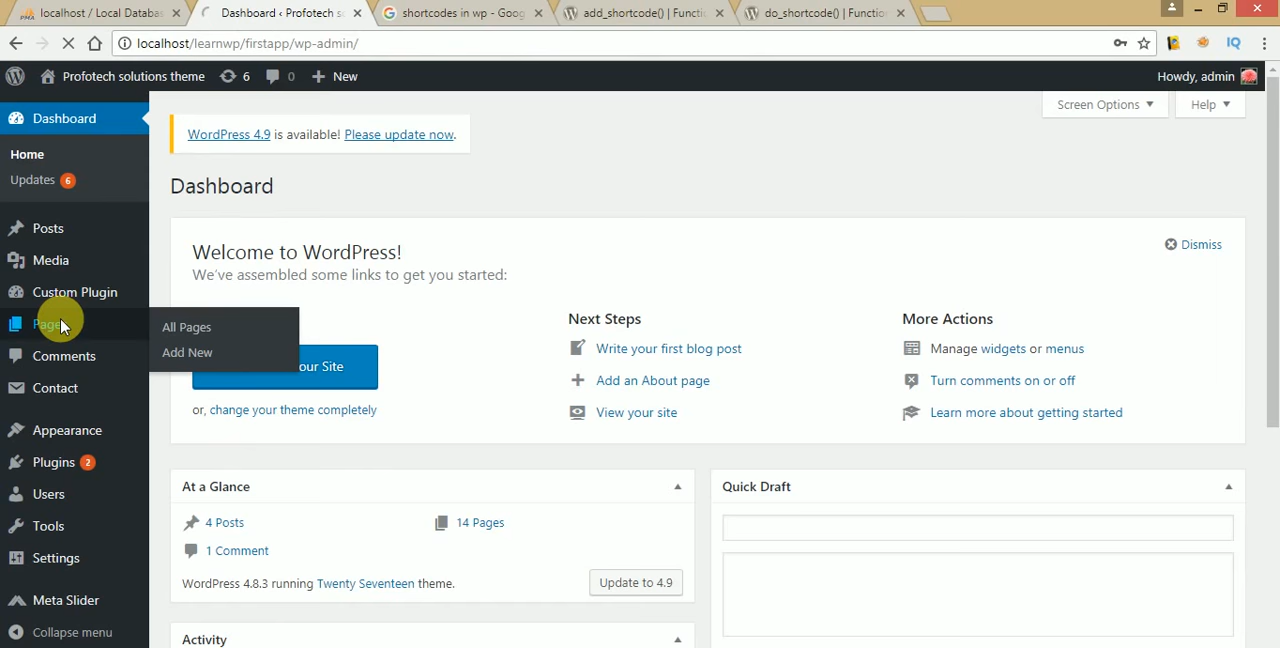 localhost / Local Databas
Dashboard ‹ Profotech s
shortcodes in wp - Goog
add_shortcode() | Functi
do_shortcode() | Functio
localhost/learnwp/firstapp/wp-admin/
Profotech solutions theme
6
0
New
Howdy, admin
Dashboard
Home
Updates 6
Posts
Media
Custom Plugin
Pages
All Pages
Add New
Comments
Contact
Appearance
Plugins 2
Users
Tools
Settings
Meta Slider
Collapse menu
Screen Options
Help
WordPress 4.9 is available! Please update now.
Dashboard
Welcome to WordPress!
We've assembled some links to get you started:
Dismiss
our Site
or, change your theme completely
Next Steps
Write your first blog post
Add an About page
View your site
More Actions
Manage widgets or menus
Turn comments on or off
Learn more about getting started
At a Glance
4 Posts
14 Pages
1 Comment
WordPress 4.8.3 running Twenty Seventeen theme.
Update to 4.9
Activity
Quick Draft